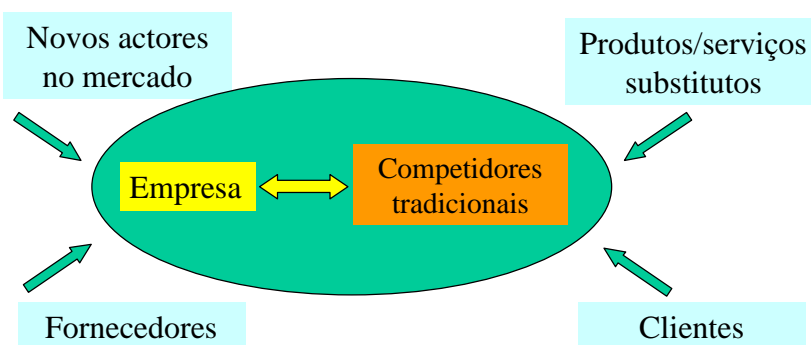 Novos actores
no mercado
Produtos/serviços
substitutos
Empresa
Competidores
tradicionais
Fornecedores
Clientes